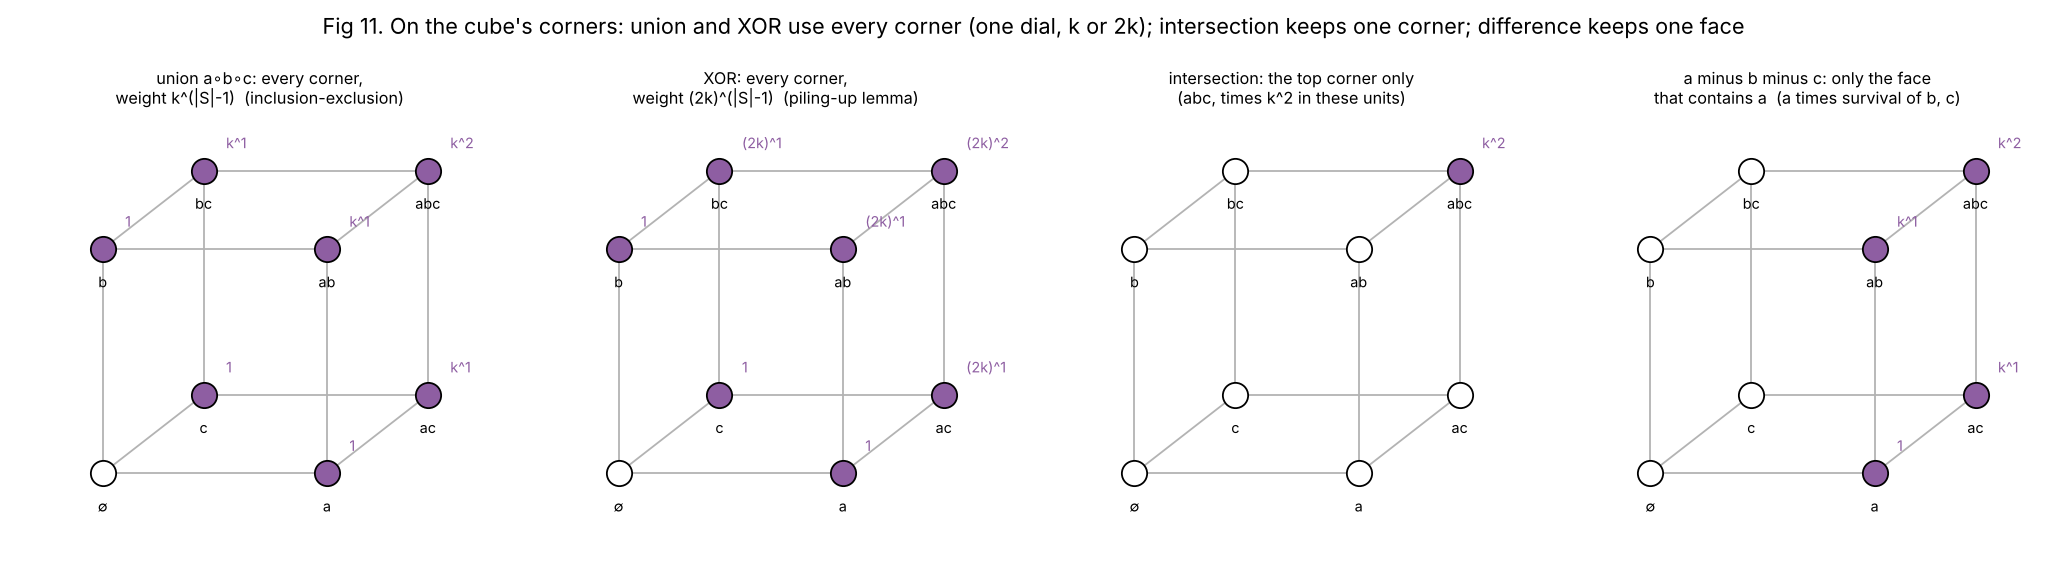 Fig 11. On the cube's corners: union and XOR use every corner (one dial, k or 2k); intersection keeps one corner; difference keeps one face
union a∘b∘c: every corner,
weight k^(|S|-1)  (inclusion-exclusion)
k^1
k^2
bc
abc
1
k^1
b
ab
1
k^1
c
ac
1
∅
a
XOR: every corner,
weight (2k)^(|S|-1)  (piling-up lemma)
(2k)^1
(2k)^2
bc
abc
1
(2k)^1
b
ab
1
(2k)^1
c
ac
1
∅
a
intersection: the top corner only
(abc, times k^2 in these units)
k^2
bc
abc
b
ab
c
ac
∅
a
a minus b minus c: only the face
that contains a  (a times survival of b, c)
k^2
bc
abc
k^1
b
ab
k^1
c
ac
1
∅
a